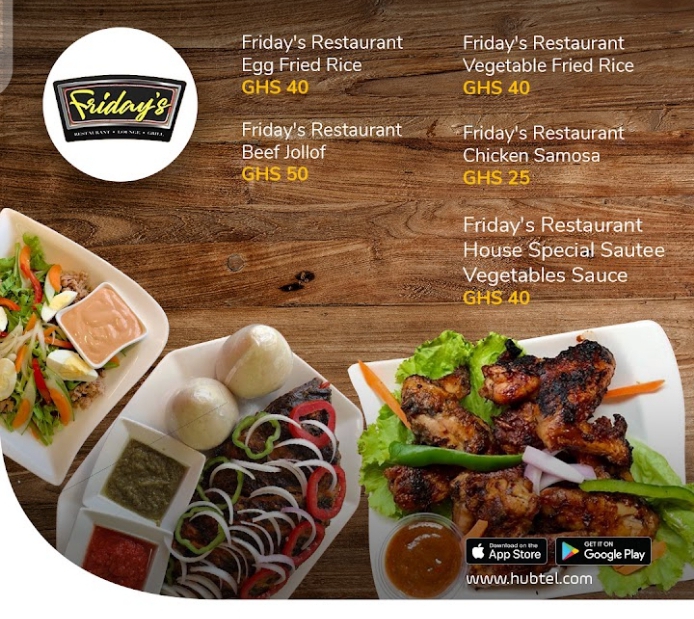 Friday's
RESTAURANT • LOUNGE • GRILL
Friday's Restaurant
Egg Fried Rice
GHS 40
Friday's Restaurant
Beef Jollof
GHS 50
Friday's Restaurant
Vegetable Fried Rice
GHS 40
Friday's Restaurant
Chicken Samosa
GHS 25
Friday's Restaurant
House Special Sautee
Vegetables Sauce
GHS 40
Download on the
App Store
GET IT ON
Google Play
www.hubtel.com